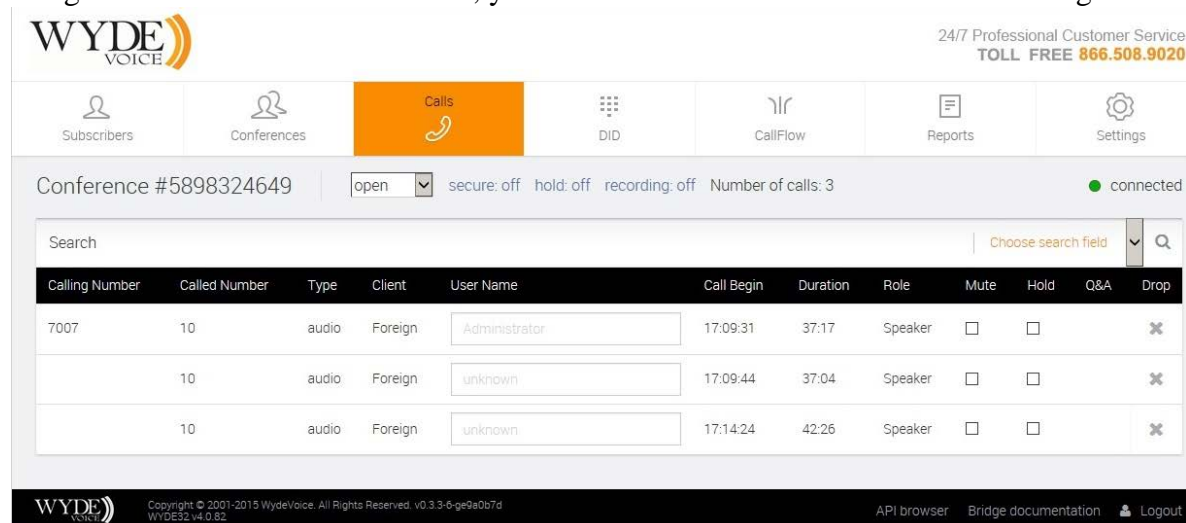 WYDE
VOICE
24/7 Professional Customer Service
TOLL FREE 866.508.9020
Subscribers
Conferences
Calls
DID
CallFlow
Reports
Settings
Conference #5898324649 open secure: off hold: off recording: off Number of calls: 3 connected
Search Choose search field
Calling Number Called Number Type Client User Name Call Begin Duration Role Mute Hold Q&A Drop
7007 10 audio Foreign Administrator 17:09:31 37:17 Speaker
10 audio Foreign unknown 17:09:44 37:04 Speaker
10 audio Foreign unknown 17:14:24 42:26 Speaker
WYDE
VOICE
Copyright © 2001-2015 WydeVoice. All Rights Reserved. v0.3.3-6-ge9a0b7d
WYDE32 v4.0.82
API browser Bridge documentation Logout